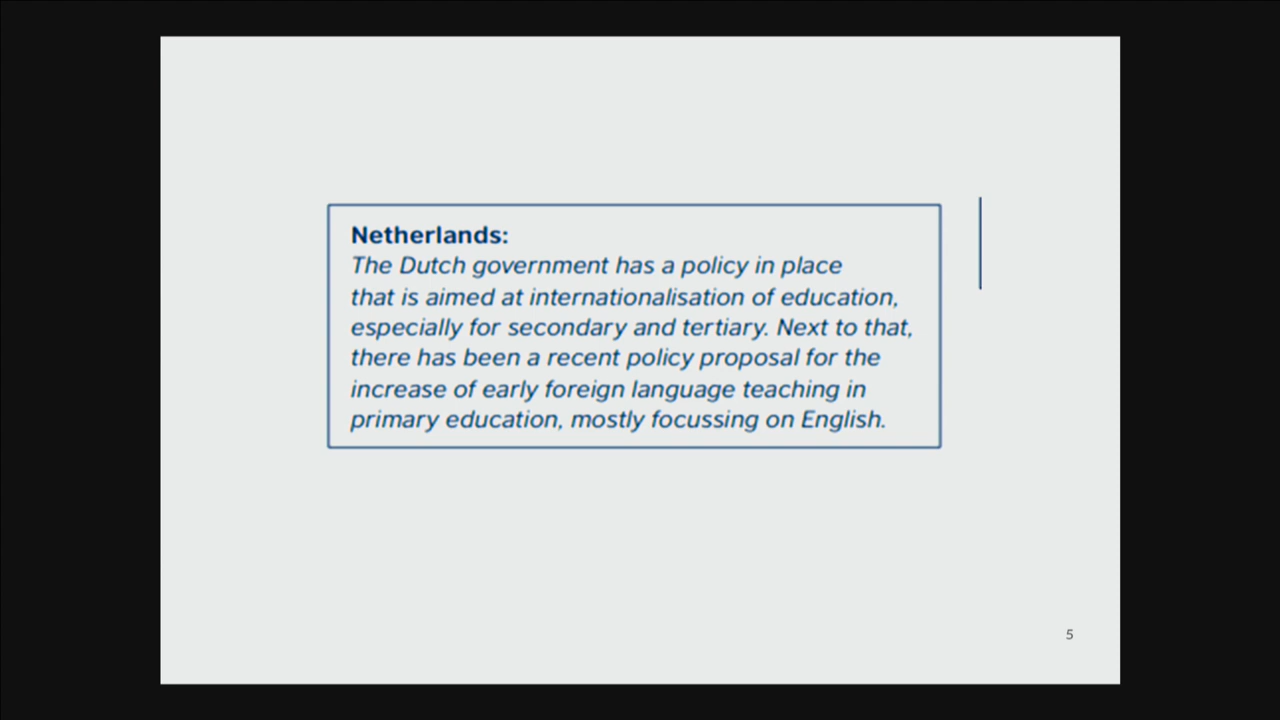 Netherlands:
The Dutch government has a policy in place
that is aimed at internationalisation of education,
especially for secondary and tertiary. Next to that,
there has been a recent policy proposal for the
increase of early foreign language teaching in
primary education, mostly focussing on English.
5